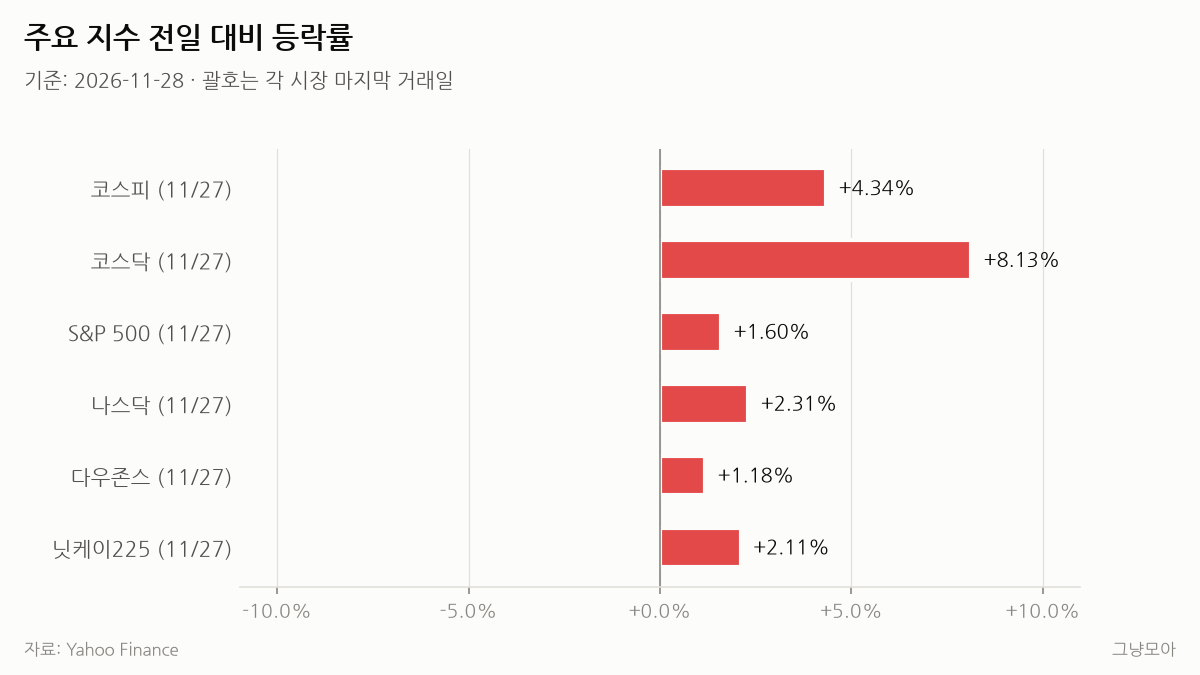 주요 지수 전일 대비 등락률
기준: 2026-11-28 · 괄호는 각 시장 마지막 거래일
코스피 (11/27) +4.34%
코스닥 (11/27) +8.13%
S&P 500 (11/27) +1.60%
나스닥 (11/27) +2.31%
다우존스 (11/27) +1.18%
닛케이225 (11/27) +2.11%
-10.0% -5.0% +0.0% +5.0% +10.0%
자료: Yahoo Finance 그냥모아